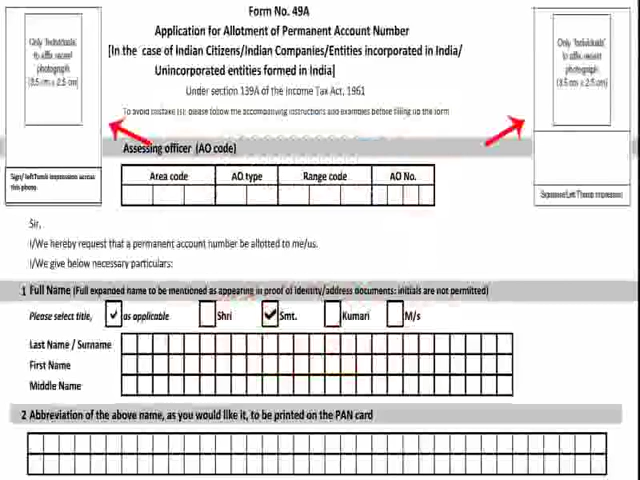 Form No. 49A
Application for Allotment of Permanent Account Number
[In the case of Indian Citizens/Indian Companies/Entities incorporated in India/
Unincorporated entities formed in India]
Under section 139A of the Income Tax Act, 1961
To avoid mistake (s), please follow the accompanying instructions and examples before filling up the form
Only 'Individuals'
to affix recent
photograph
(3.5 cm x 2.5 cm)
Only 'Individuals'
to affix recent
photograph
(3.5 cm x 2.5 cm)
Assessing officer (AO code)
Sign/ left Thumb impression across
this photo
Area code AO type Range code AO No.
Signature/Left Thumb Impression
Sir,
I/We hereby request that a permanent account number be allotted to me/us.
I/We give below necessary particulars:
1 Full Name (Full expanded name to be mentioned as appearing in proof of identity/address documents: initials are not permitted)
Please select title, ✓ as applicable Shri ✓ Smt. Kumari M/s
Last Name / Surname
First Name
Middle Name
2 Abbreviation of the above name, as you would like it, to be printed on the PAN card